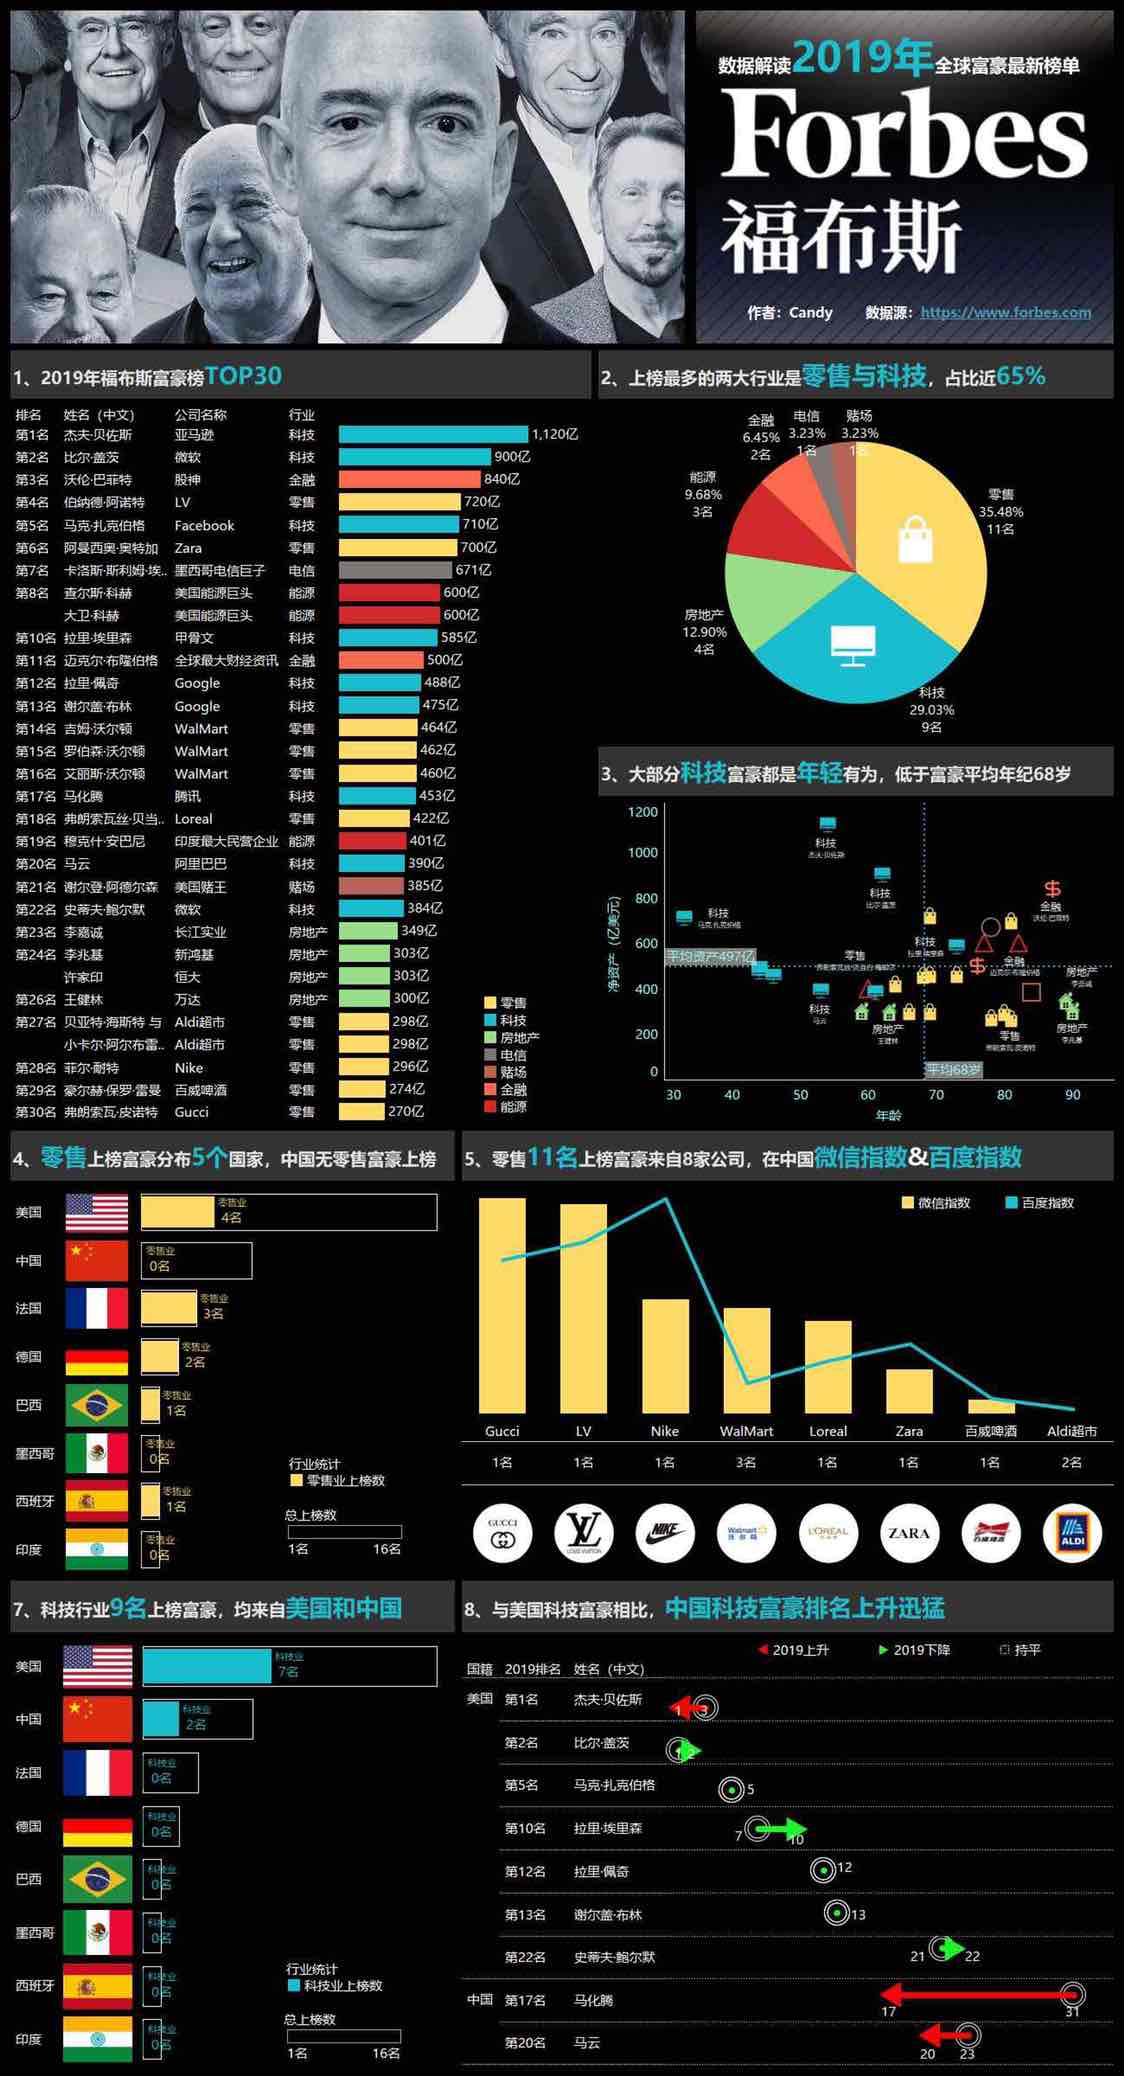 数据解读2019年全球富豪最新榜单
Forbes
福布斯
作者：Candy 数据源：https://www.forbes.com
1、2019年福布斯富豪榜TOP30
排名 姓名（中文） 公司名称 行业
第1名 杰夫·贝佐斯 亚马逊 科技 1,120亿
第2名 比尔·盖茨 微软 科技 900亿
第3名 沃伦·巴菲特 股神 金融 840亿
第4名 伯纳德·阿诺特 LV 零售 720亿
第5名 马克·扎克伯格 Facebook 科技 710亿
第6名 阿曼西奥·奥特加 Zara 零售 700亿
第7名 卡洛斯·斯利姆·埃.. 墨西哥电信巨子 电信 671亿
第8名 查尔斯·科赫 美国能源巨头 能源 600亿
大卫·科赫 美国能源巨头 能源 600亿
第10名 拉里·埃里森 甲骨文 科技 585亿
第11名 迈克尔·布隆伯格 全球最大财经资讯 金融 500亿
第12名 拉里·佩奇 Google 科技 488亿
第13名 谢尔盖·布林 Google 科技 475亿
第14名 吉姆·沃尔顿 WalMart 零售 464亿
第15名 罗伯森·沃尔顿 WalMart 零售 462亿
第16名 艾丽斯·沃尔顿 WalMart 零售 460亿
第17名 马化腾 腾讯 科技 453亿
第18名 弗朗索瓦丝·贝当.. Loreal 零售 422亿
第19名 穆克什·安巴尼 印度最大民营企业 能源 401亿
第20名 马云 阿里巴巴 科技 390亿
第21名 谢尔登·阿德尔森 美国赌王 赌场 385亿
第22名 史蒂夫·鲍尔默 微软 科技 384亿
第23名 李嘉诚 长江实业 房地产 349亿
第24名 李兆基 新鸿基 房地产 303亿
许家印 恒大 房地产 303亿
第26名 王健林 万达 房地产 300亿
第27名 贝亚特·海斯特 与 Aldi超市 零售 298亿
小卡尔·阿尔布雷.. Aldi超市 零售 298亿
第28名 菲尔·耐特 Nike 零售 296亿
第29名 豪尔赫·保罗·雷曼 百威啤酒 零售 274亿
第30名 弗朗索瓦·皮诺特 Gucci 零售 270亿
零售
科技
房地产
电信
赌场
金融
能源
2、上榜最多的两大行业是零售与科技，占比近65%
金融
6.45%
2名
电信
3.23%
1名
赌场
3.23%
1名
能源
9.68%
3名
零售
35.48%
11名
房地产
12.90%
4名
科技
29.03%
9名
3、大部分科技富豪都是年轻有为，低于富豪平均年纪68岁
净资产（亿美元）
1200
1000
800
600
400
200
0
科技
杰夫·贝佐斯
科技
比尔·盖茨
科技
马克·扎克伯格
金融
沃伦·巴菲特
科技
拉里·埃里森
平均资产497亿
零售
金融
迈克尔·布隆伯格
房地产
李嘉诚
科技
马云
房地产
王健林
零售
弗朗索瓦·皮诺特
房地产
李兆基
平均68岁
30 40 50 60 70 80 90
年龄
4、零售上榜富豪分布5个国家，中国无零售富豪上榜
美国 零售业 4名
中国 零售业 0名
法国 零售业 3名
德国 零售业 2名
巴西 零售业 1名
墨西哥 零售业 0名
西班牙 零售业 1名
印度 零售业 0名
行业统计
零售业上榜数
总上榜数
1名 16名
5、零售11名上榜富豪来自8家公司，在中国微信指数&百度指数
微信指数 百度指数
Gucci LV Nike WalMart Loreal Zara 百威啤酒 Aldi超市
1名 1名 1名 3名 1名 1名 1名 2名
GUCCI LV LOUIS VUITTON NIKE Walmart 沃尔玛 L'ORÉAL ZARA 百威啤酒 ALDI
7、科技行业9名上榜富豪，均来自美国和中国
美国 科技业 7名
中国 科技业 2名
法国 科技业 0名
德国 科技业 0名
巴西 科技业 0名
墨西哥 科技业 0名
西班牙 科技业 0名
印度 科技业 0名
行业统计
科技业上榜数
总上榜数
1名 16名
8、与美国科技富豪相比，中国科技富豪排名上升迅猛
2019上升 2019下降 持平
国籍 2019排名 姓名（中文）
美国 第1名 杰夫·贝佐斯 1 3
第2名 比尔·盖茨 1 2
第5名 马克·扎克伯格 5
第10名 拉里·埃里森 7 10
第12名 拉里·佩奇 12
第13名 谢尔盖·布林 13
第22名 史蒂夫·鲍尔默 21 22
中国 第17名 马化腾 17 31
第20名 马云 20 23